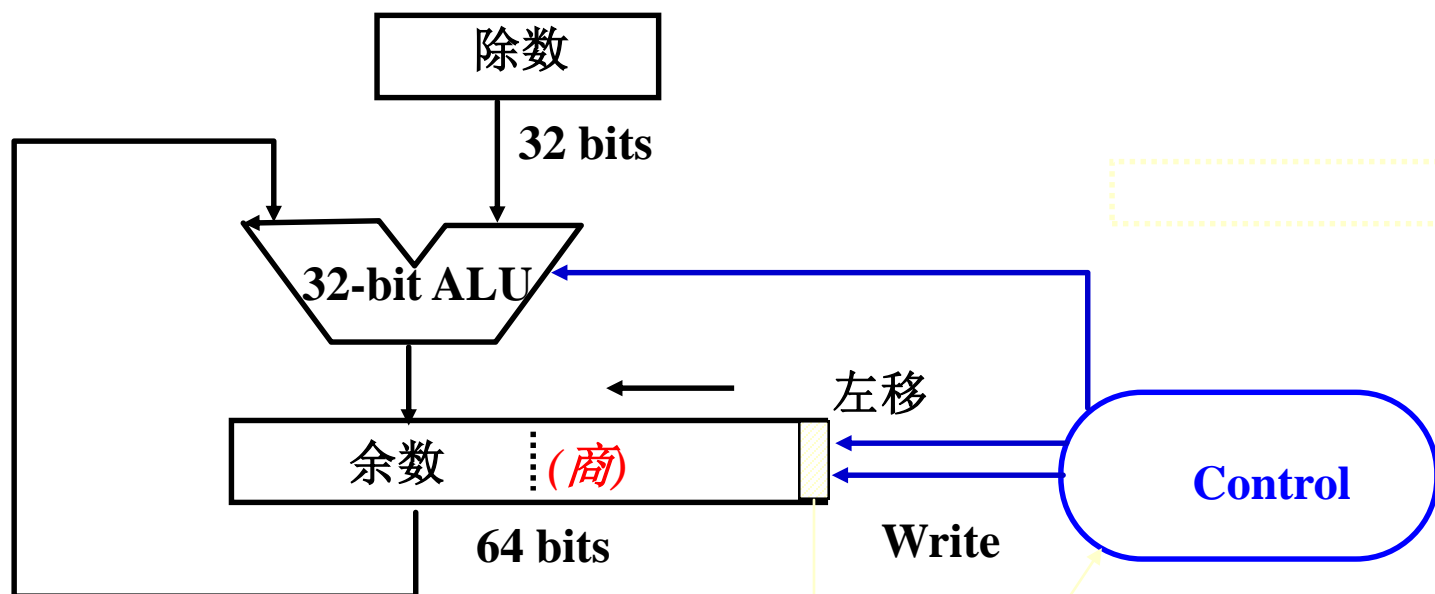 除数
32 bits
32-bit ALU
左移
余数
(商)
Control
64 bits
Write